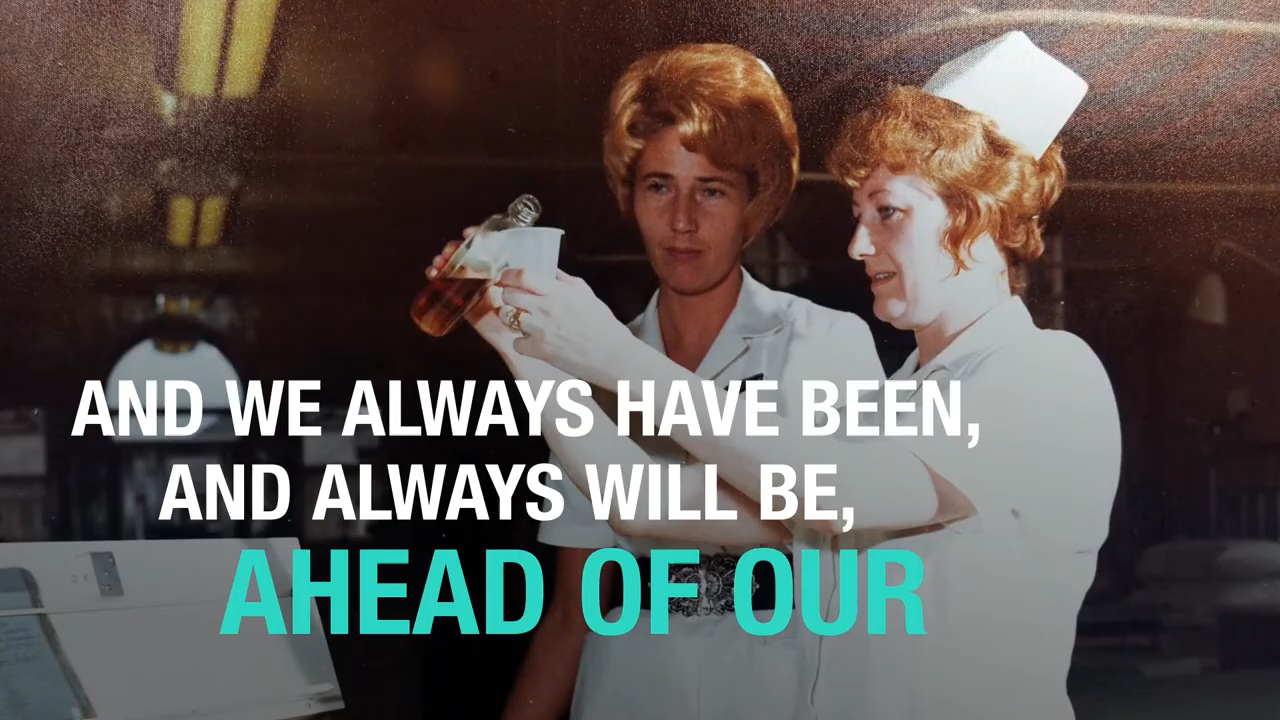 AND WE ALWAYS HAVE BEEN,
AND ALWAYS WILL BE,
AHEAD OF OUR